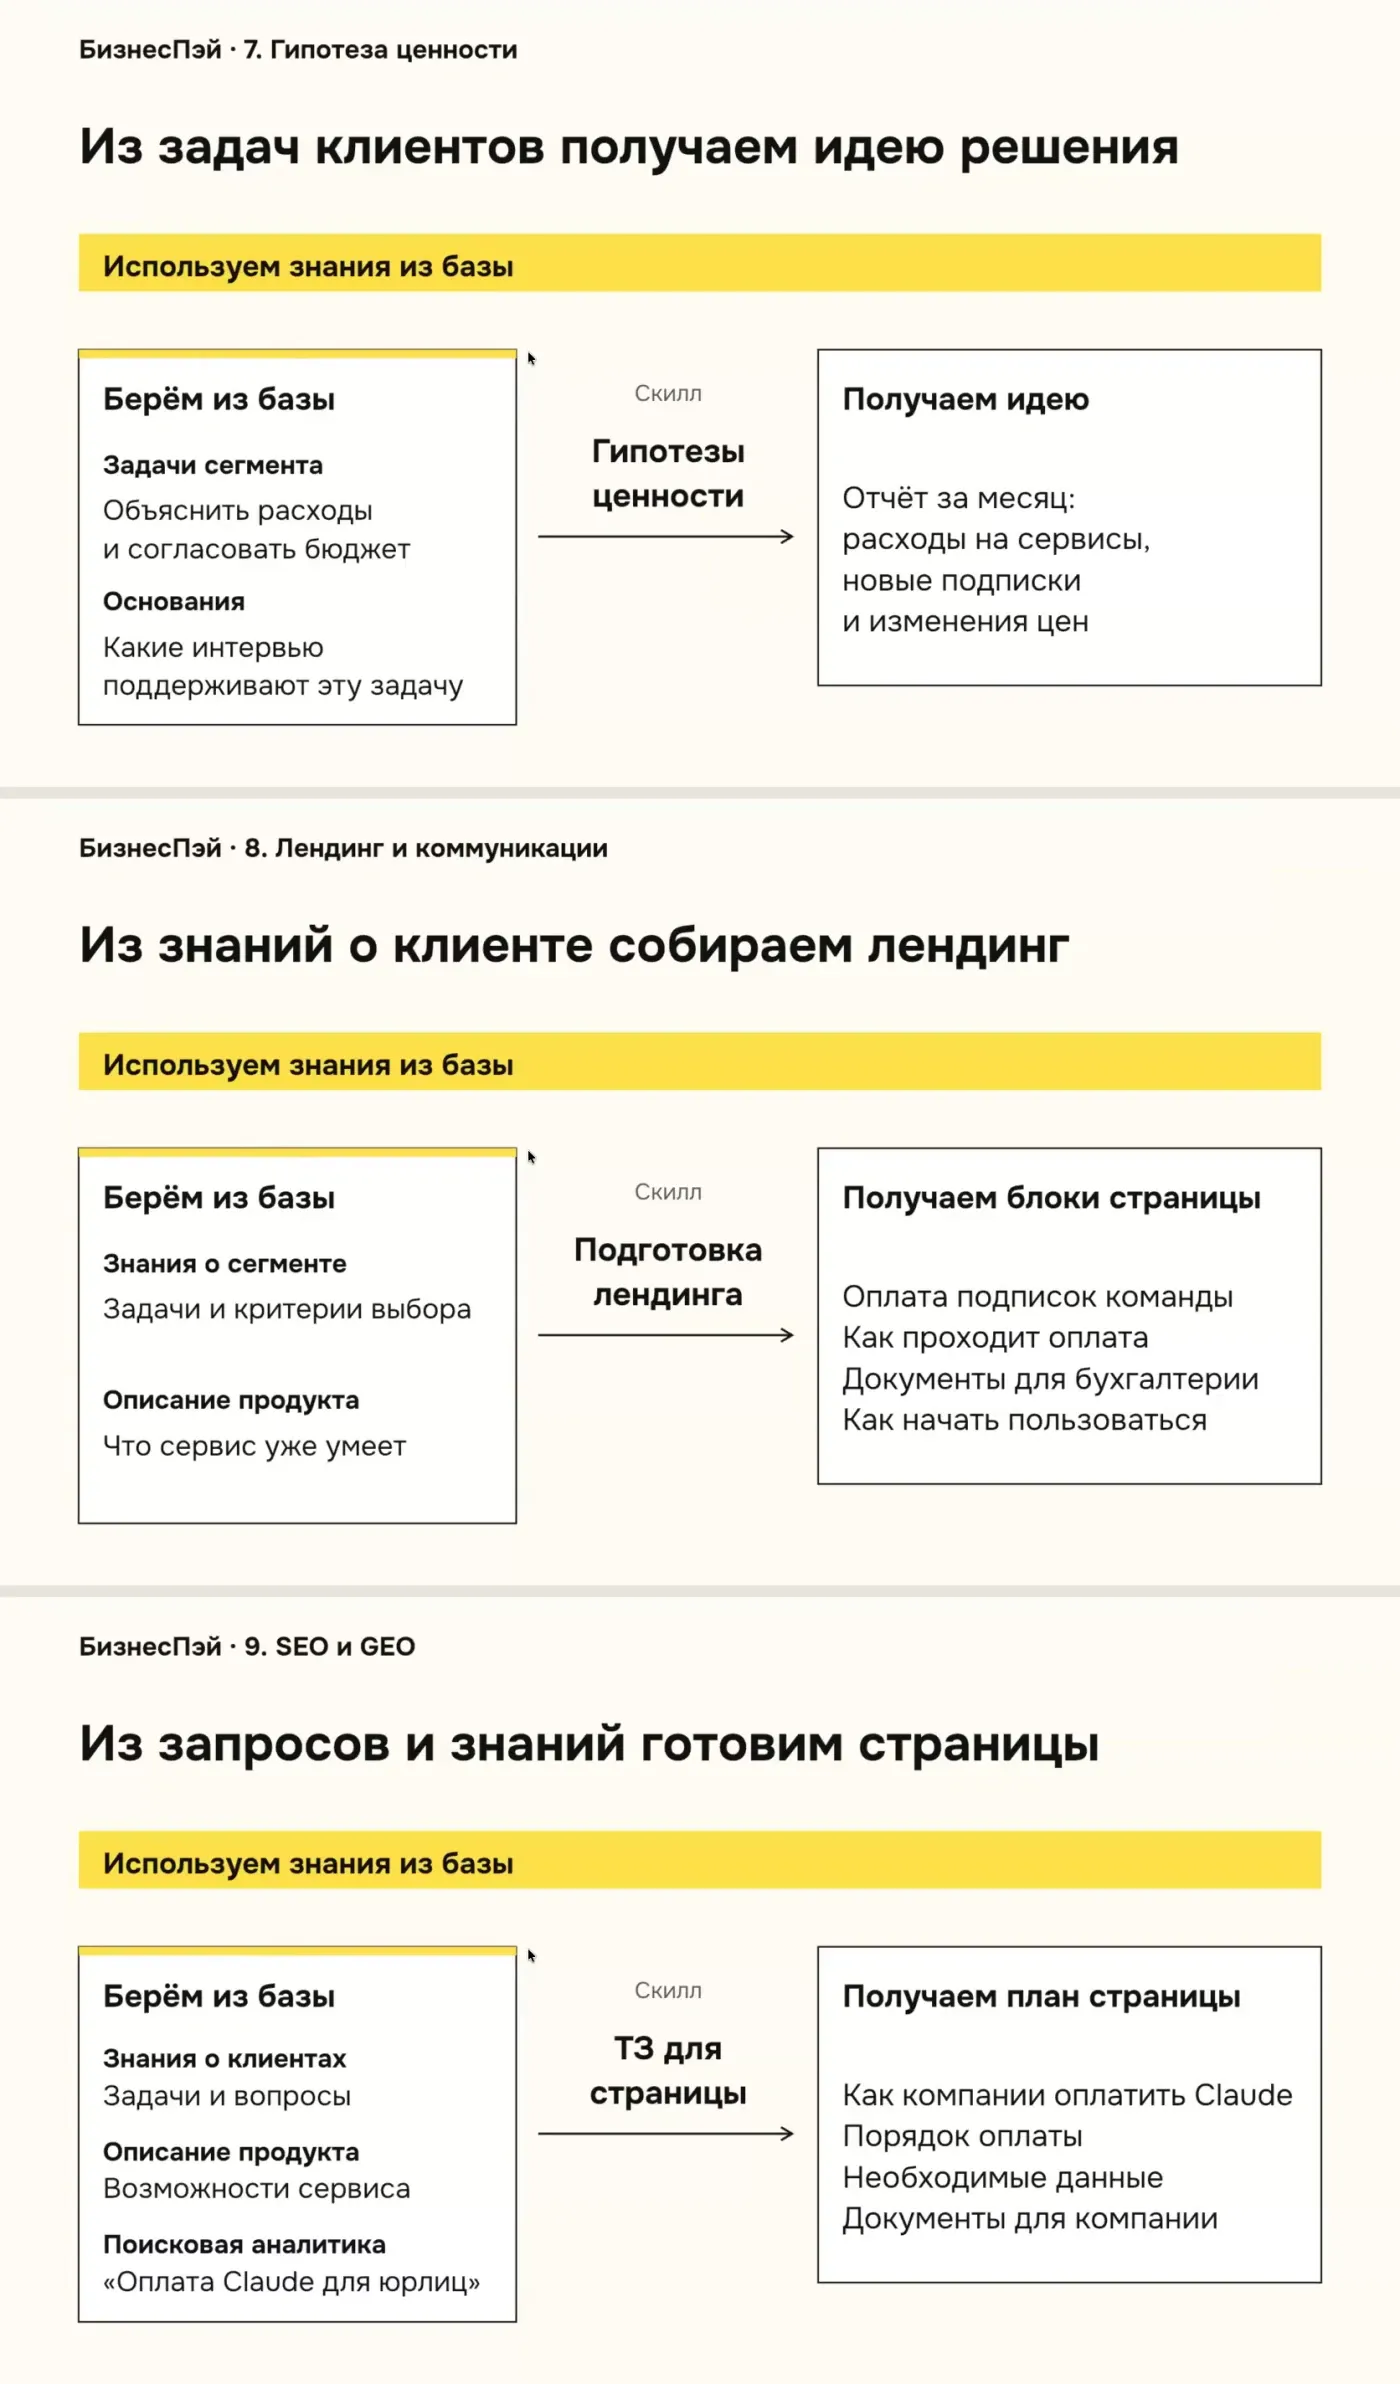 БизнесПэй · 7. Гипотеза ценности
Из задач клиентов получаем идею решения
Используем знания из базы
Берём из базы
Задачи сегмента
Объяснить расходы
и согласовать бюджет
Основания
Какие интервью
поддерживают эту задачу
Скилл
Гипотезы
ценности
Получаем идею
Отчёт за месяц:
расходы на сервисы,
новые подписки
и изменения цен
БизнесПэй · 8. Лендинг и коммуникации
Из знаний о клиенте собираем лендинг
Используем знания из базы
Берём из базы
Знания о сегменте
Задачи и критерии выбора
Описание продукта
Что сервис уже умеет
Скилл
Подготовка
лендинга
Получаем блоки страницы
Оплата подписок команды
Как проходит оплата
Документы для бухгалтерии
Как начать пользоваться
БизнесПэй · 9. SEO и GEO
Из запросов и знаний готовим страницы
Используем знания из базы
Берём из базы
Знания о клиентах
Задачи и вопросы
Описание продукта
Возможности сервиса
Поисковая аналитика
«Оплата Claude для юрлиц»
Скилл
ТЗ для
страницы
Получаем план страницы
Как компании оплатить Claude
Порядок оплаты
Необходимые данные
Документы для компании